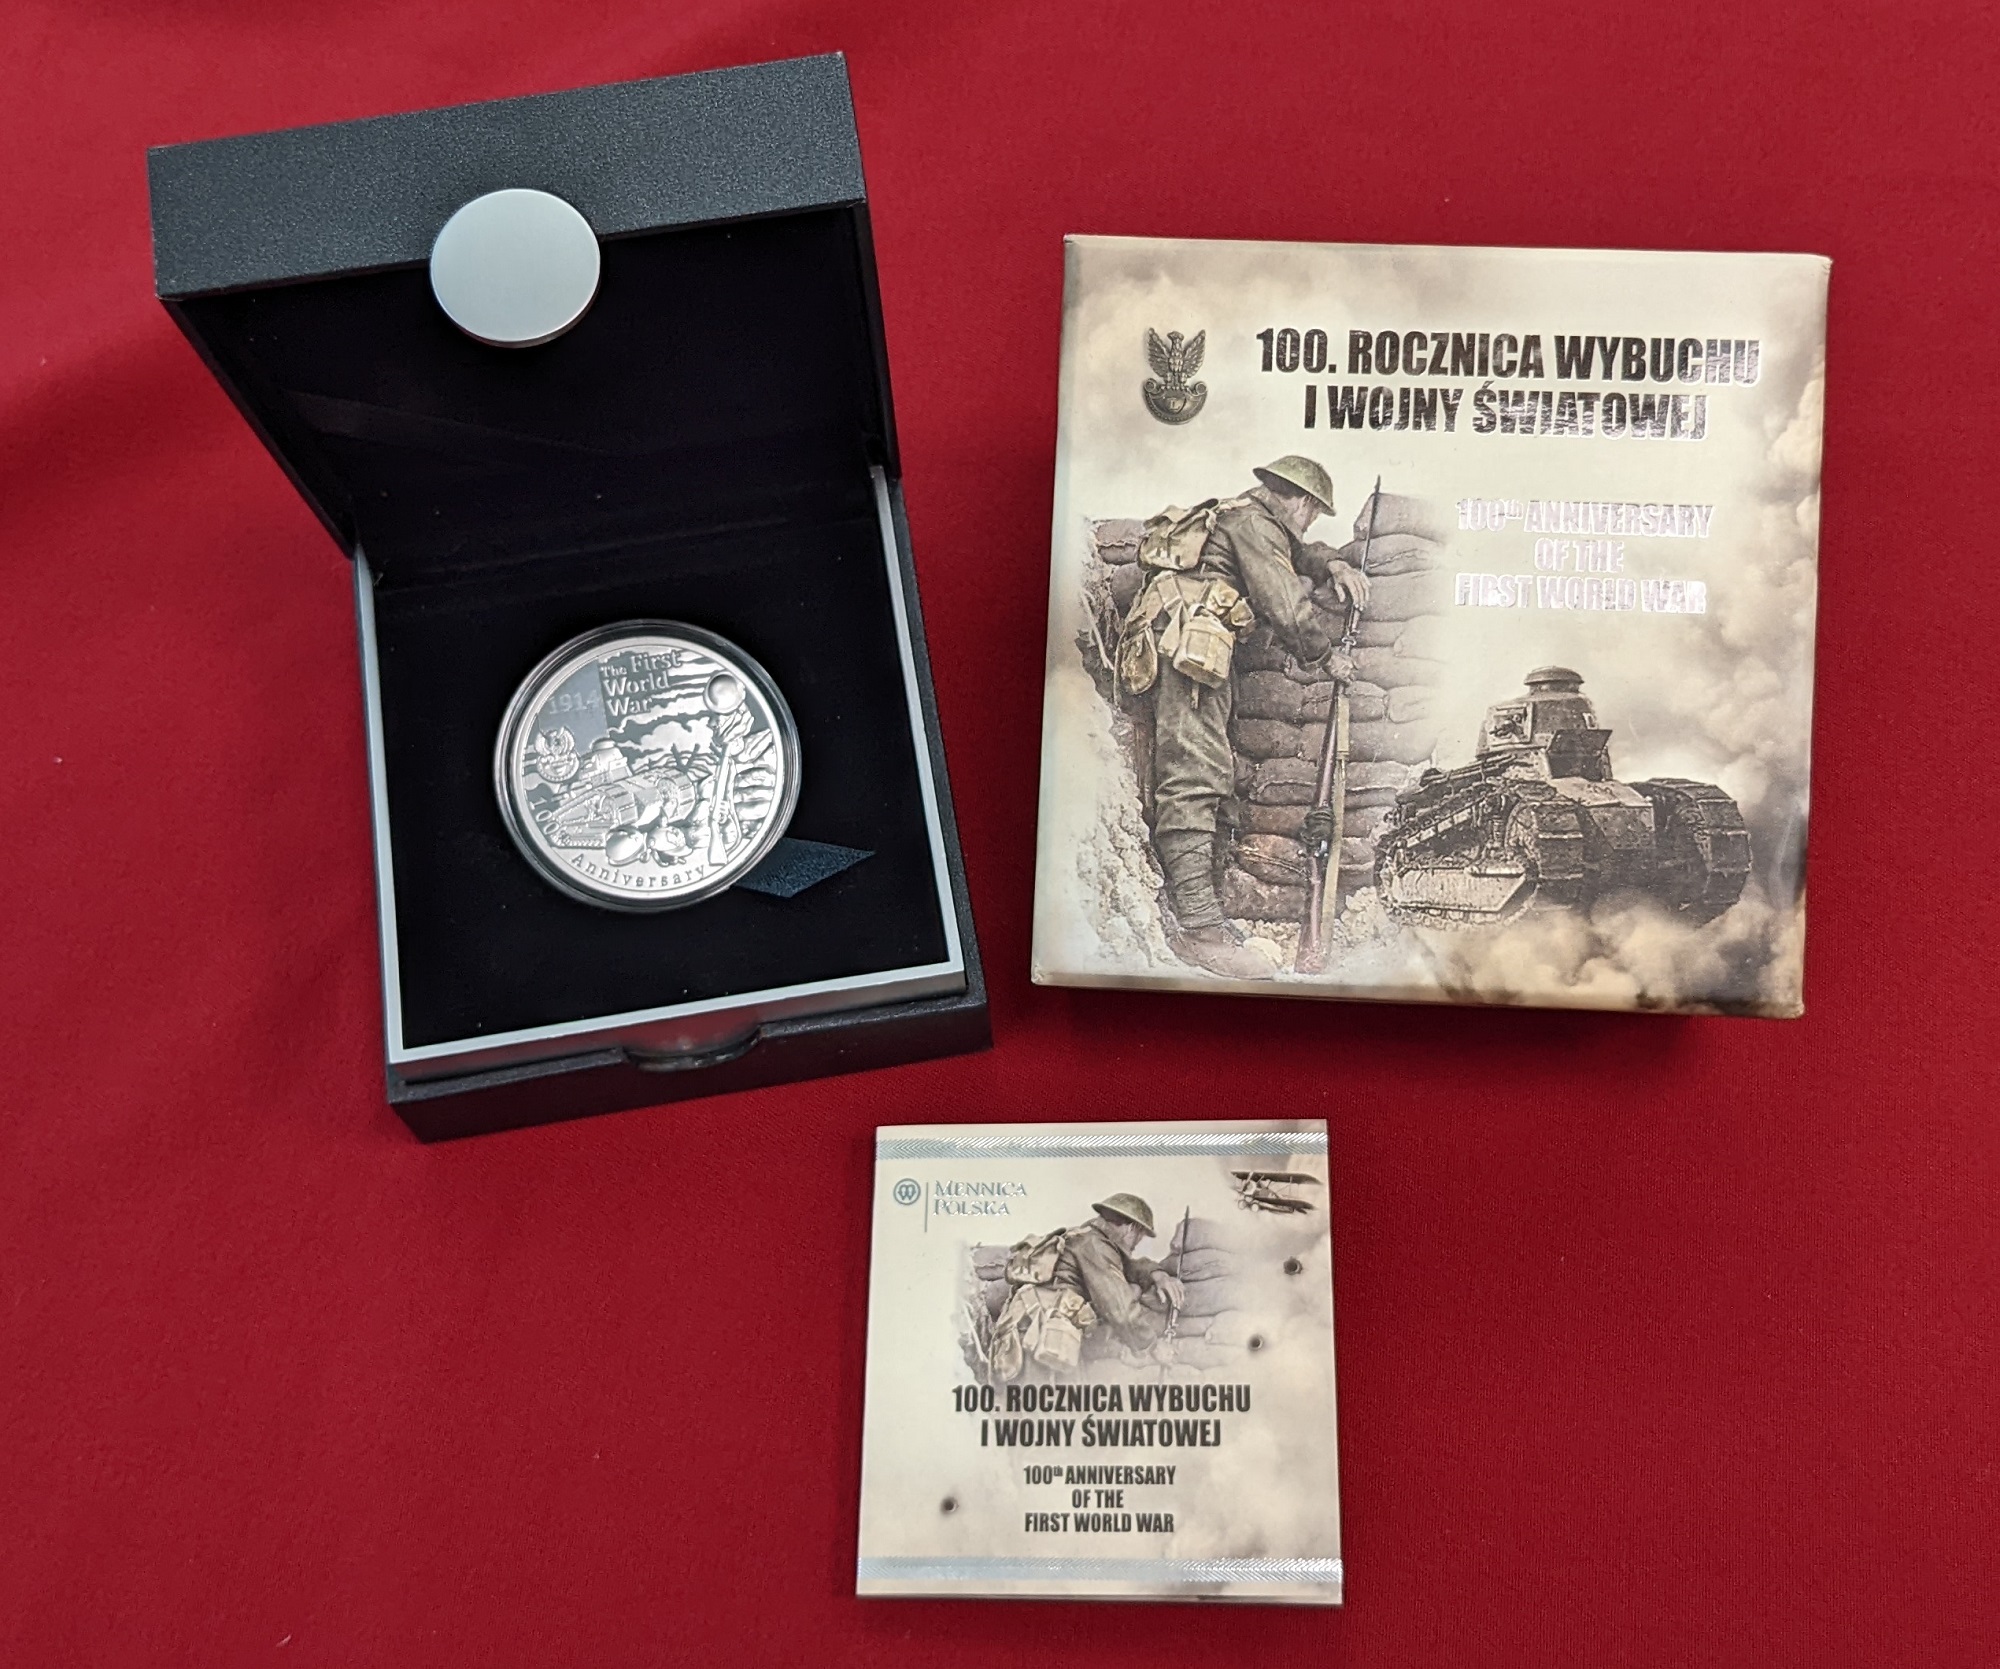 The First
World
War
1914
100th
Anniversary
100. ROCZNICA WYBUCHU
I WOJNY ŚWIATOWEJ
100th ANNIVERSARY
OF THE
FIRST WORLD WAR
MENNICA
POLSKA
100. ROCZNICA WYBUCHU
I WOJNY ŚWIATOWEJ
100th ANNIVERSARY
OF THE
FIRST WORLD WAR